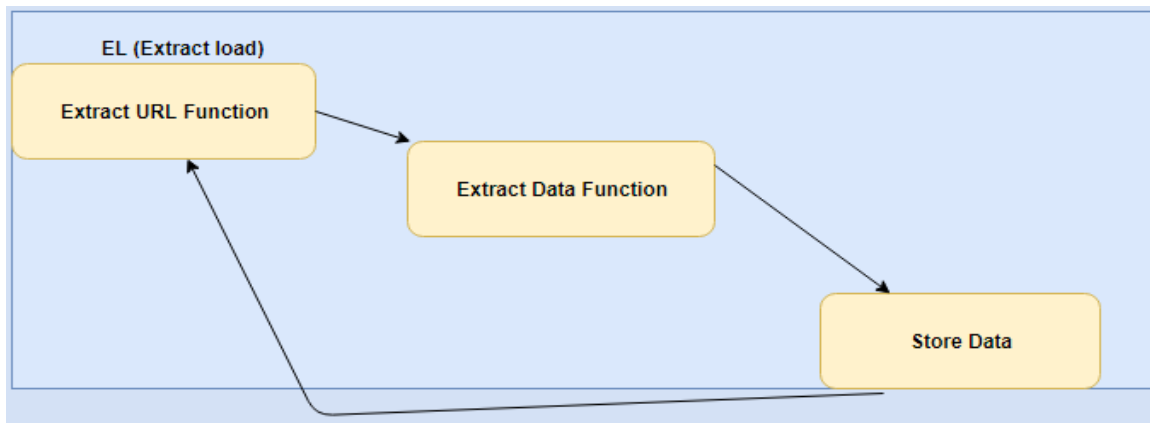 EL (Extract load)
Extract URL Function
Extract Data Function
Store Data